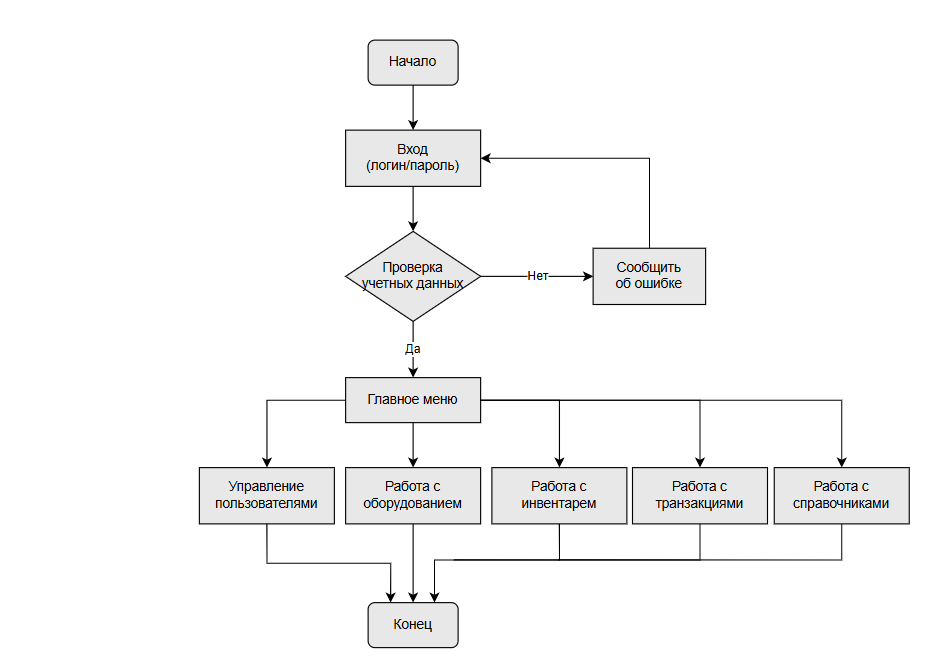 Начало
Вход
(логин/пароль)
Проверка
учетных данных
Нет
Сообщить
об ошибке
Да
Главное меню
Управление
пользователями
Работа с
оборудованием
Работа с
инвентарем
Работа с
транзакциями
Работа с
справочниками
Конец